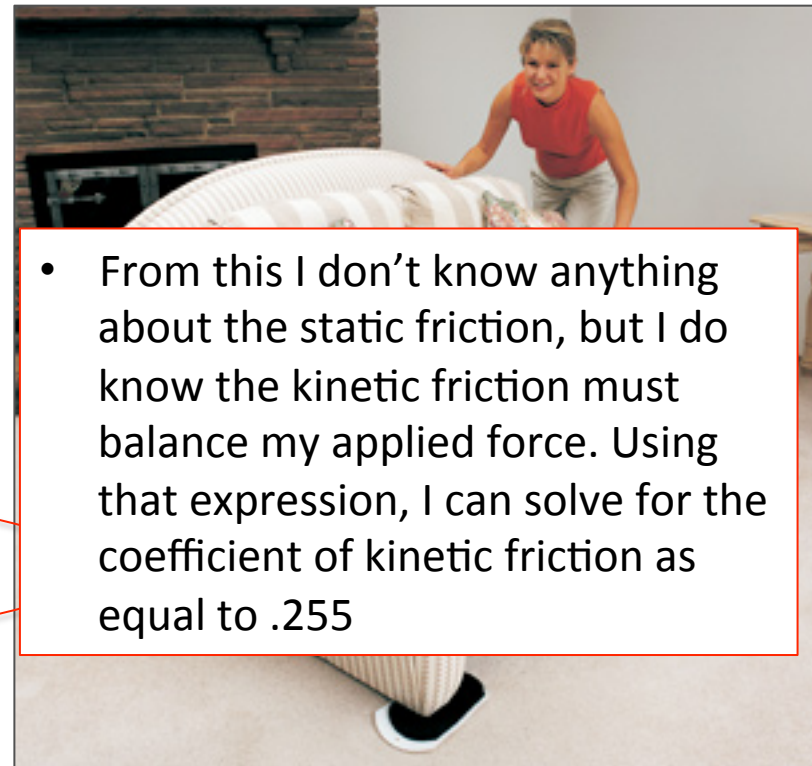 • From this I don’t know anything
about the static friction, but I do
know the kinetic friction must
balance my applied force. Using
that expression, I can solve for the
coefficient of kinetic friction as
equal to .255